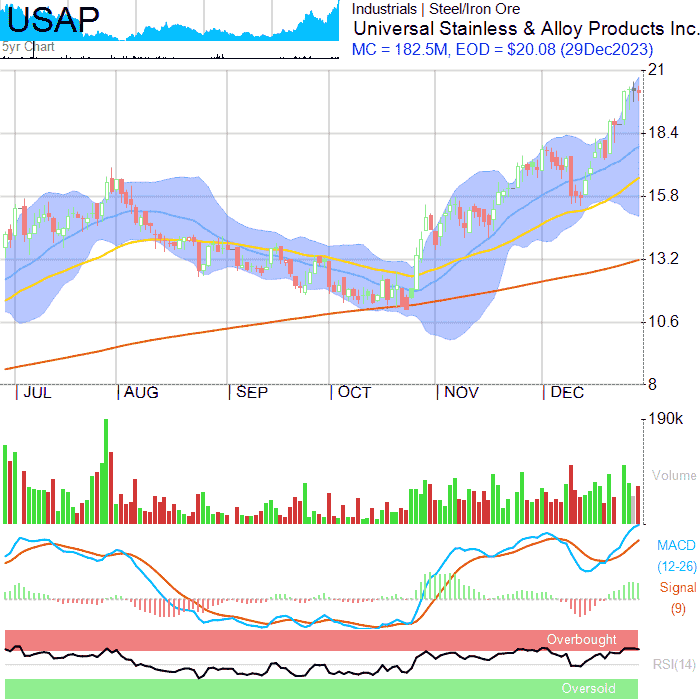 USAP
5yr Chart
Industrials | Steel/Iron Ore
Universal Stainless & Alloy Products Inc.
MC = 182.5M, EOD = $20.08 (29Dec2023)
21
18.4
15.8
13.2
10.6
8
JUL AUG SEP OCT NOV DEC
190k
Volume
MACD
(12-26)
Signal
(9)
Overbought
RSI(14)
Oversold